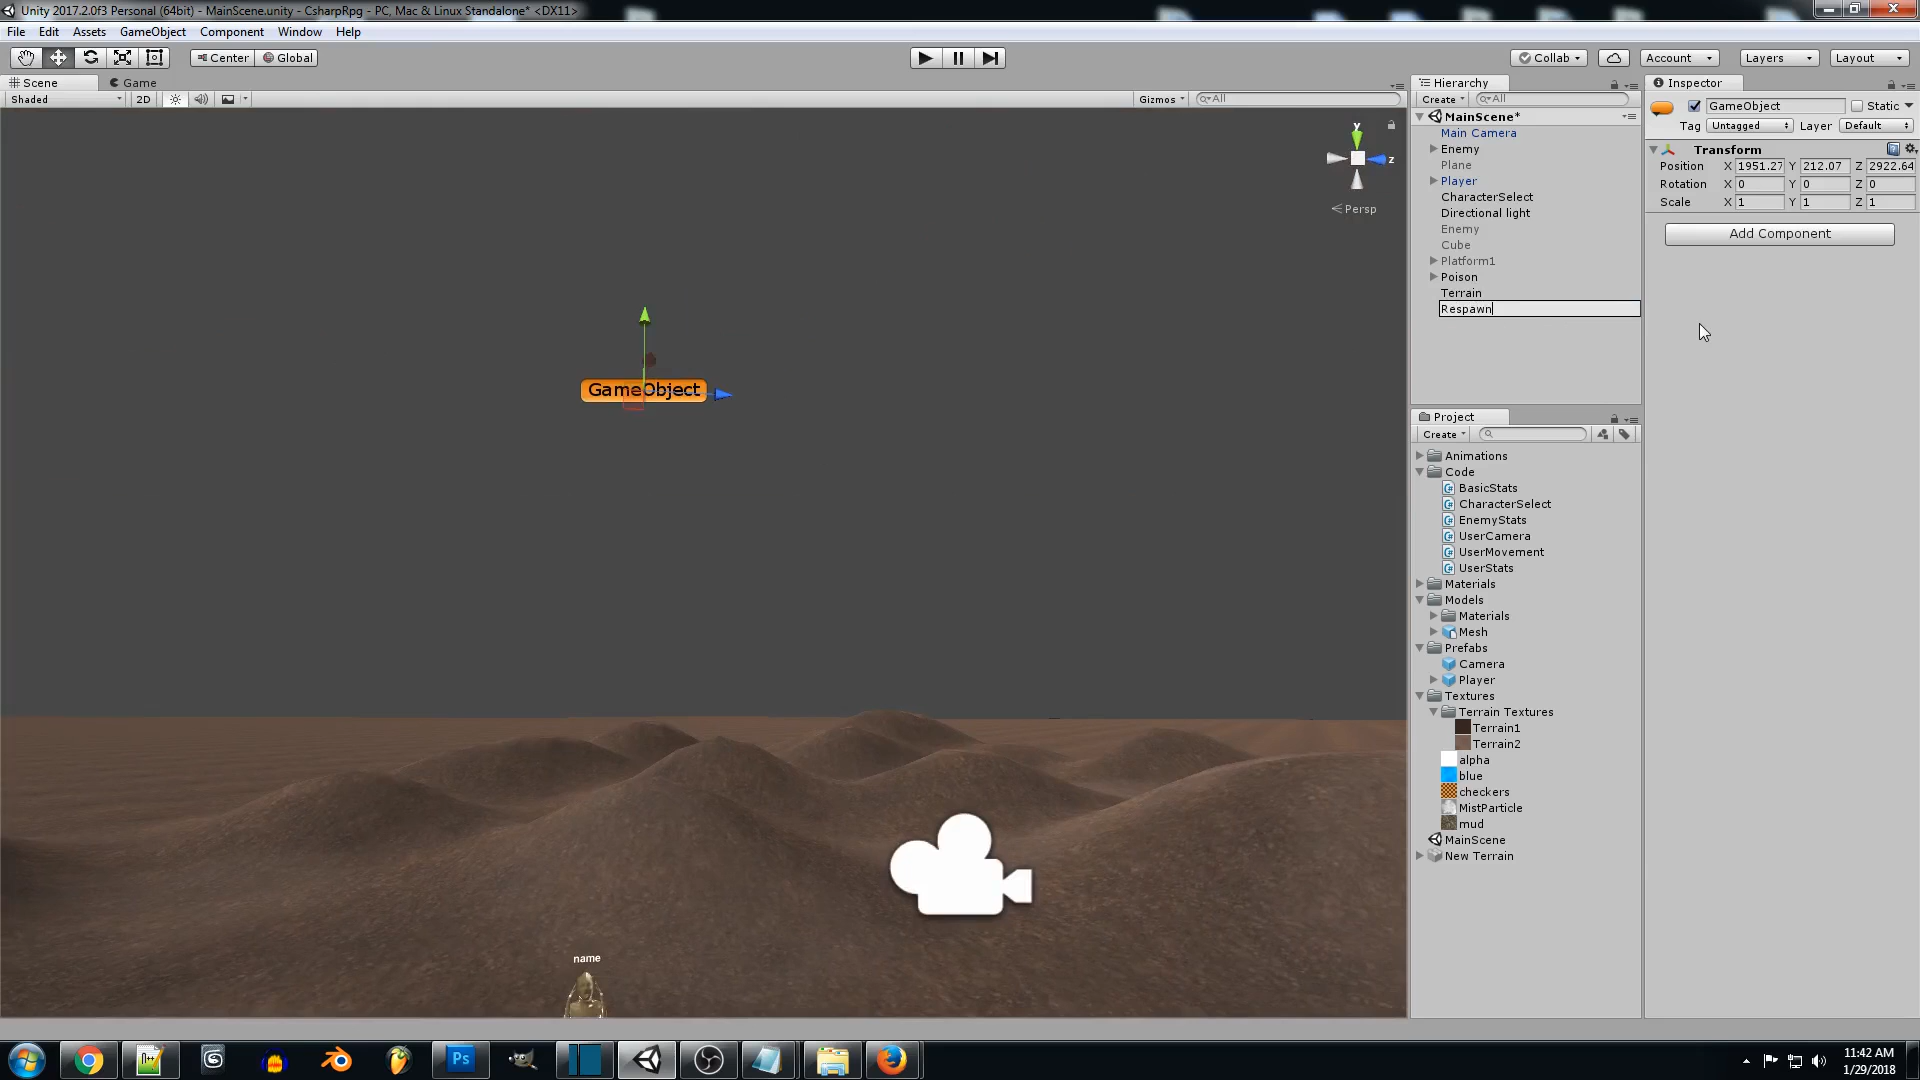 Unity 2017.2.0f3 Personal (64bit) - MainScene.unity - CsharpRpg - PC, Mac & Linux Standalone* <DX11>
File Edit Assets GameObject Component Window Help
Center Global Collab Account Layers Layout
Scene Game
Shaded 2D Gizmos All
y
z
Persp
GameObject
name
Hierarchy
Create All
MainScene*
Main Camera
Enemy
Plane
Player
CharacterSelect
Directional light
Enemy
Cube
Platform1
Poison
Terrain
Respawn
Project
Create
Animations
Code
BasicStats
CharacterSelect
EnemyStats
UserCamera
UserMovement
UserStats
Materials
Models
Materials
Mesh
Prefabs
Camera
Player
Textures
Terrain Textures
Terrain1
Terrain2
alpha
blue
checkers
MistParticle
mud
MainScene
New Terrain
Inspector
GameObject Static
Tag Untagged Layer Default
Transform
Position X 1951.27 Y 212.07 Z 2922.64
Rotation X 0 Y 0 Z 0
Scale X 1 Y 1 Z 1
Add Component
Ps
11:42 AM
1/29/2018